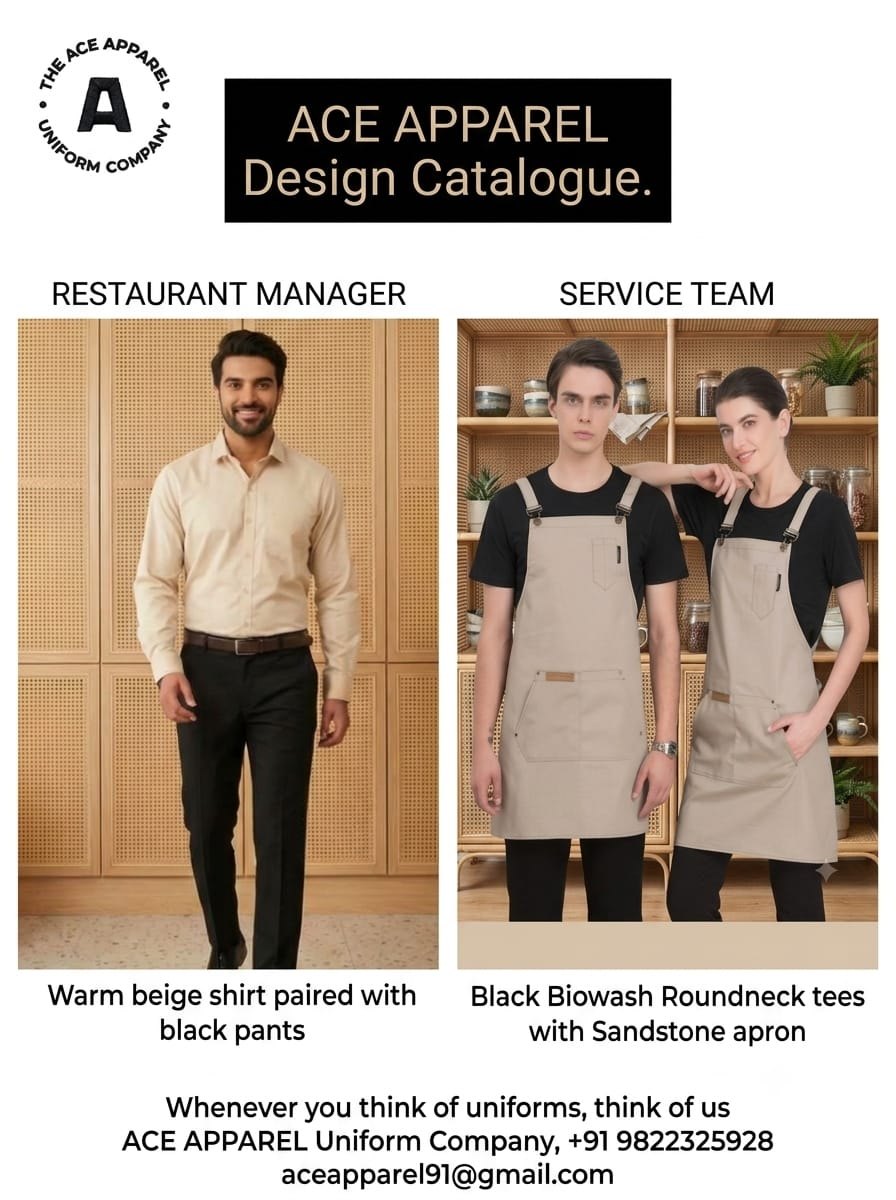 THE ACE APPAREL
A
UNIFORM COMPANY
ACE APPAREL
Design Catalogue.
RESTAURANT MANAGER
SERVICE TEAM
Warm beige shirt paired with
black pants
Black Biowash Roundneck tees
with Sandstone apron
Whenever you think of uniforms, think of us
ACE APPAREL Uniform Company, +91 9822325928
aceapparel91@gmail.com